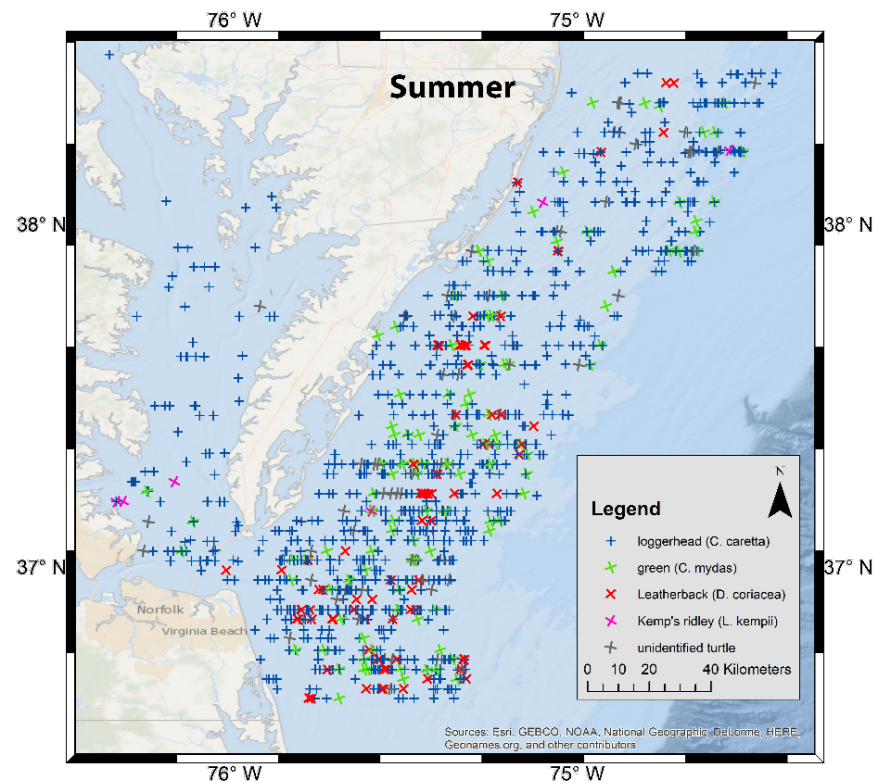 76° W 75° W
Summer
38° N 38° N
Legend
N
loggerhead (C. caretta)
green (C. mydas)
Leatherback (D. coriacea)
Kemp's ridley (L. kempii)
unidentified turtle
0 10 20 40 Kilometers
37° N 37° N
Norfolk
Virginia Beach
Sources: Esri, GEBCO, NOAA, National Geographic, DeLorme, HERE,
Geonames.org, and other contributors
76° W 75° W